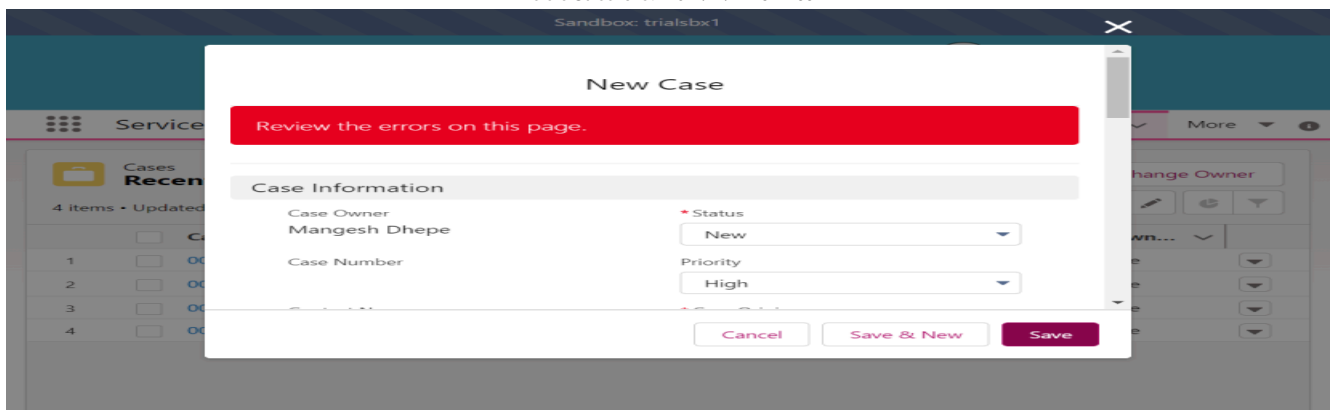 Sandbox: trialsbx1
New Case
Service
Review the errors on this page.
More
Cases
Recen
hange Owner
Case Information
4 items • Updated
Case Owner
* Status
Mangesh Dhepe
New
wn...
1
Case Number
Priority
2
High
3
4
Cancel
Save & New
Save